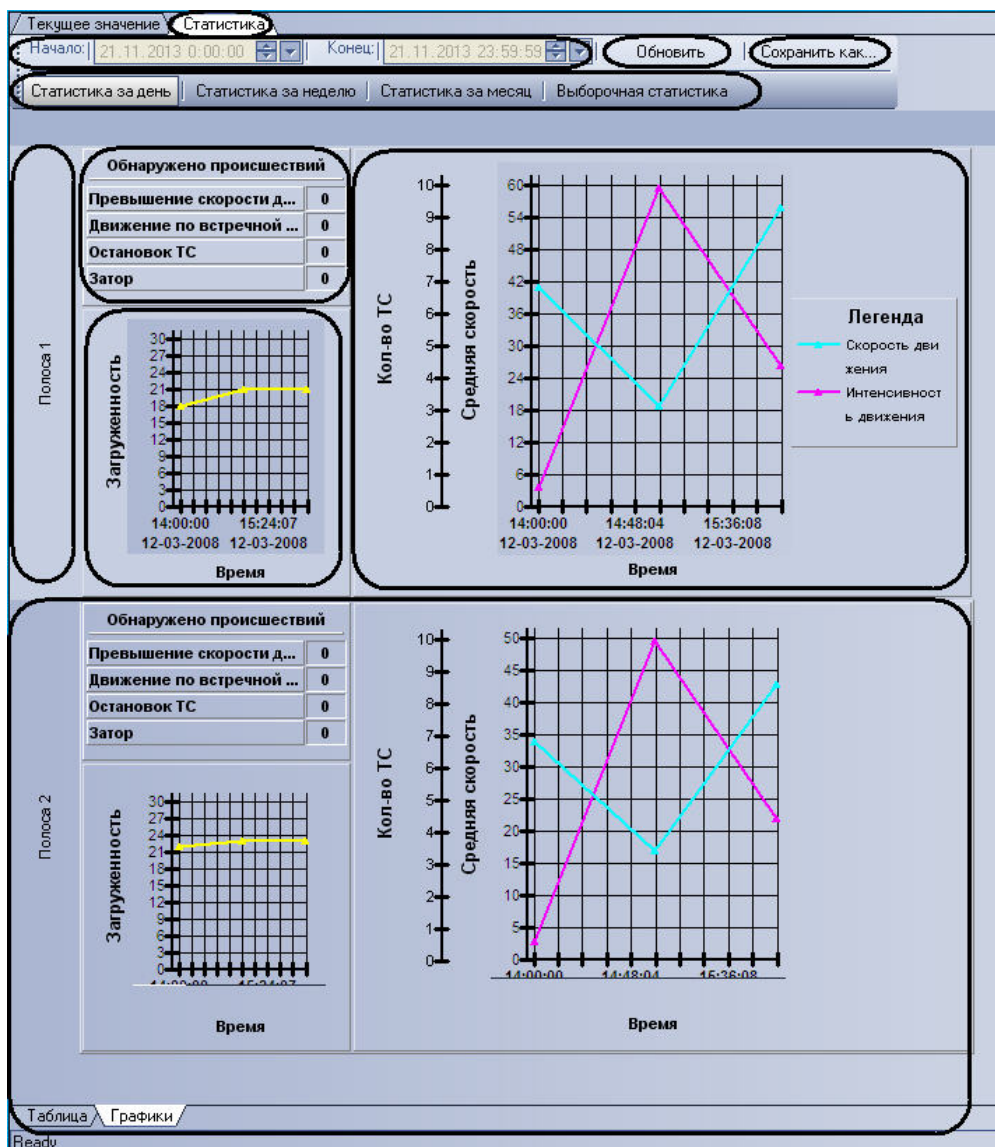 Текущее значение Статистика
Начало: 21.11.2013 0:00:00 Конец: 21.11.2013 23:59:59 Обновить Сохранить как...
Статистика за день Статистика за неделю Статистика за месяц Выборочная статистика
Полоса 1
Обнаружено происшествий
Превышение скорости д... 0
Движение по встречной ... 0
Остановок ТС 0
Затор 0
Загруженность
30
27
24
21
18
15
12
9
6
3
0
14:00:00 15:24:07
12-03-2008 12-03-2008
Время
Кол-во ТС
10
9
8
7
6
5
4
3
2
1
0
Средняя скорость
60
54
48
42
36
30
24
18
12
6
0
14:00:00 14:48:04 15:36:08
12-03-2008 12-03-2008 12-03-2008
Время
Легенда
Скорость дви
жения
Интенсивност
ь движения
Полоса 2
Обнаружено происшествий
Превышение скорости д... 0
Движение по встречной ... 0
Остановок ТС 0
Затор 0
Загруженность
30
27
24
21
18
15
12
9
6
3
0
14:00:00 15:24:07
Время
Кол-во ТС
10
9
8
7
6
5
4
3
2
1
0
Средняя скорость
50
45
40
35
30
25
20
15
10
5
0
14:00:00 14:48:04 15:36:08
Время
Таблица Графики
Ready